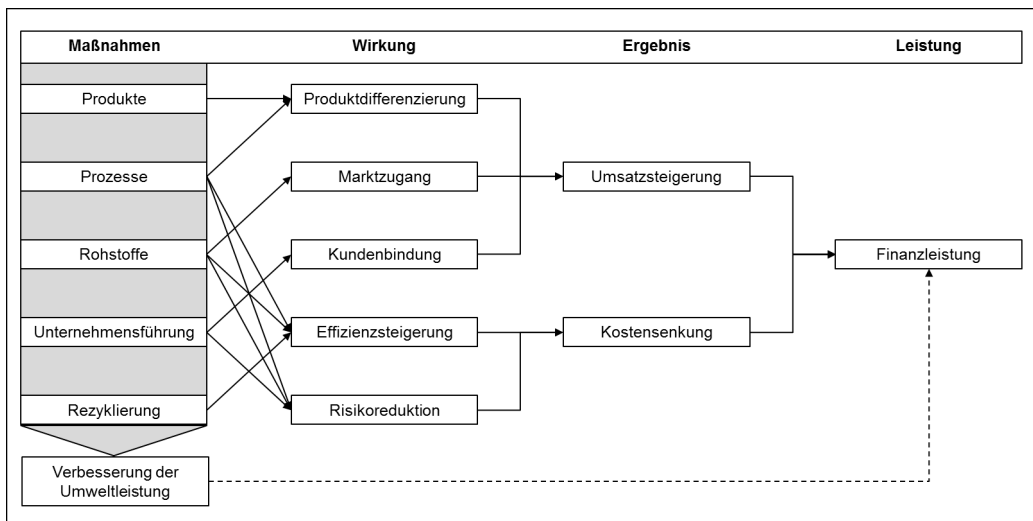 Maßnahmen Wirkung Ergebnis Leistung
Produkte Produktdifferenzierung
Prozesse Marktzugang Umsatzsteigerung
Rohstoffe Kundenbindung Finanzleistung
Unternehmensführung Effizienzsteigerung Kostensenkung
Rezyklierung Risikoreduktion
Verbesserung der
Umweltleistung